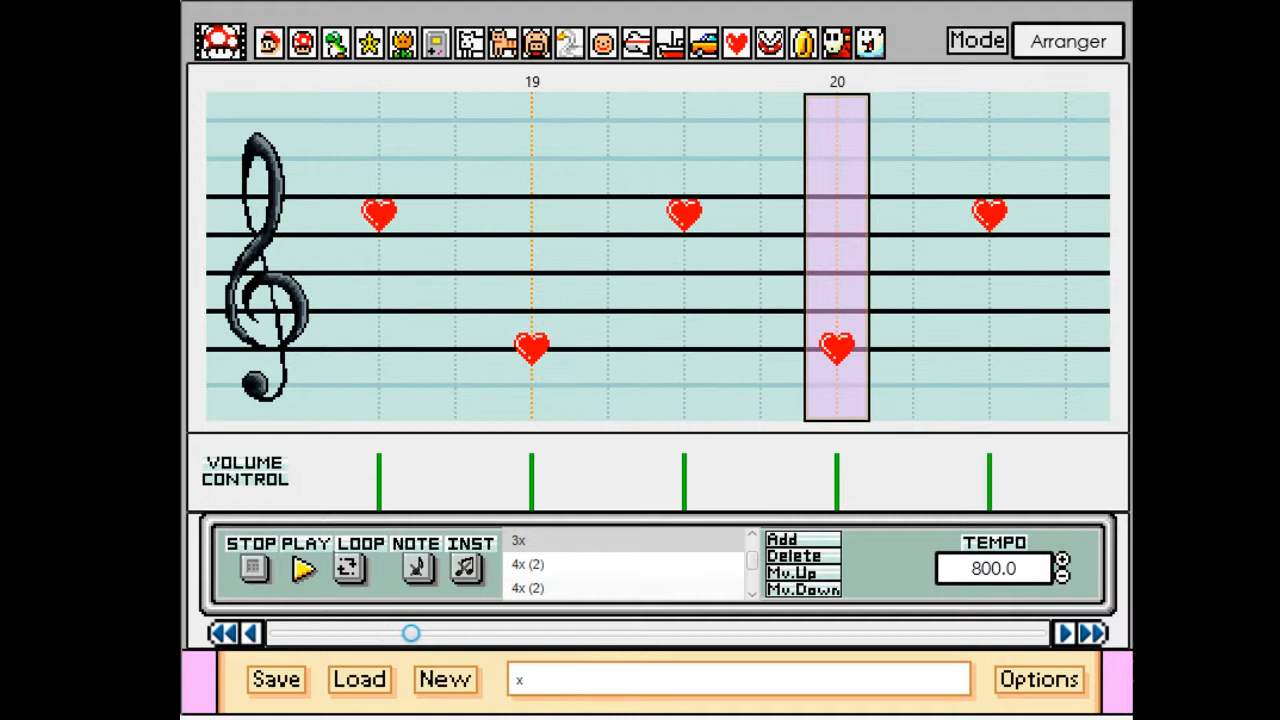 Mode Arranger
19 20
VOLUME
CONTROL
STOP PLAY LOOP NOTE INST
3x
4x (2)
4x (2)
Add
Delete
Mv.Up
Mv.Down
TEMPO
800.0
Save Load New x Options